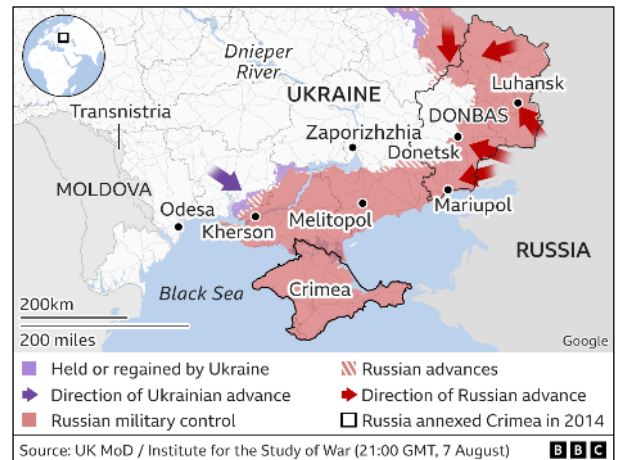 Dnieper
River
UKRAINE
Luhansk
Transnistria
DONBAS
Zaporizhzhia
Donetsk
MOLDOVA
Odesa
Kherson
Melitopol
Mariupol
RUSSIA
Black Sea
Crimea
200km
200 miles
Google
Held or regained by Ukraine
Russian advances
Direction of Ukrainian advance
Direction of Russian advance
Russian military control
Russia annexed Crimea in 2014
Source: UK MoD / Institute for the Study of War (21:00 GMT, 7 August)
BBC